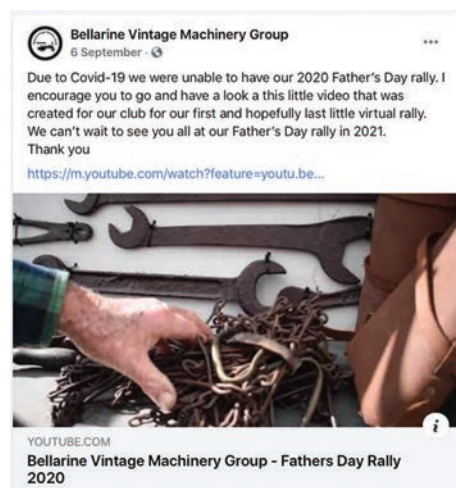 Bellarine Vintage Machinery Group
6 September ·
Due to Covid-19 we were unable to have our 2020 Father's Day rally. I
encourage you to go and have a look a this little video that was
created for our club for our first and hopefully last little virtual rally.
We can't wait to see you all at our Father's Day rally in 2021.
Thank you
https://m.youtube.com/watch?feature=youtu.be...
i
YOUTUBE.COM
Bellarine Vintage Machinery Group - Fathers Day Rally
2020